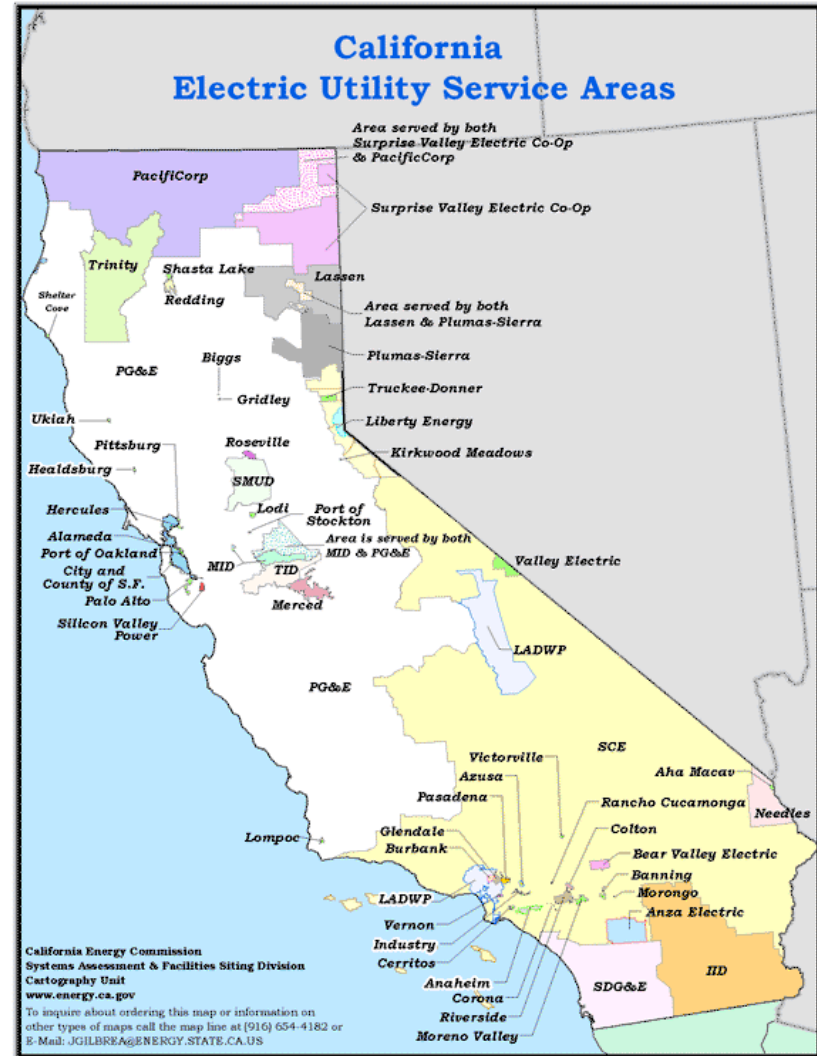 California
Electric Utility Service Areas
Area served by both
Surprise Valley Electric Co-Op
& PacificCorp
PacifiCorp
Surprise Valley Electric Co-Op
Trinity
Shasta Lake
Lassen
Redding
Shelter
Cove
Area served by both
Lassen & Plumas-Sierra
Plumas-Sierra
Biggs
PG&E
Truckee-Donner
Gridley
Liberty Energy
Ukiah
Kirkwood Meadows
Pittsburg
Roseville
Healdsburg
SMUD
Hercules
Lodi
Port of
Stockton
Alameda
Area is served by both
MID & PG&E
Port of Oakland
MID
TID
Valley Electric
City and
County of S.F.
Palo Alto
Merced
Silicon Valley
Power
LADWP
PG&E
SCE
Victorville
Azusa
Aha Macav
Pasadena
Rancho Cucamonga
Needles
Glendale
Colton
Lompoc
Burbank
Bear Valley Electric
Banning
LADWP
Morongo
Anza Electric
Vernon
Industry
Cerritos
Anaheim
Corona
Riverside
Moreno Valley
SDG&E
IID
California Energy Commission
Systems Assessment & Facilities Siting Division
Cartography Unit
www.energy.ca.gov
To inquire about ordering this map or information on
other types of maps call the map line at (916) 654-4182 or
E-Mail: JGILBREA@ENERGY.STATE.CA.US